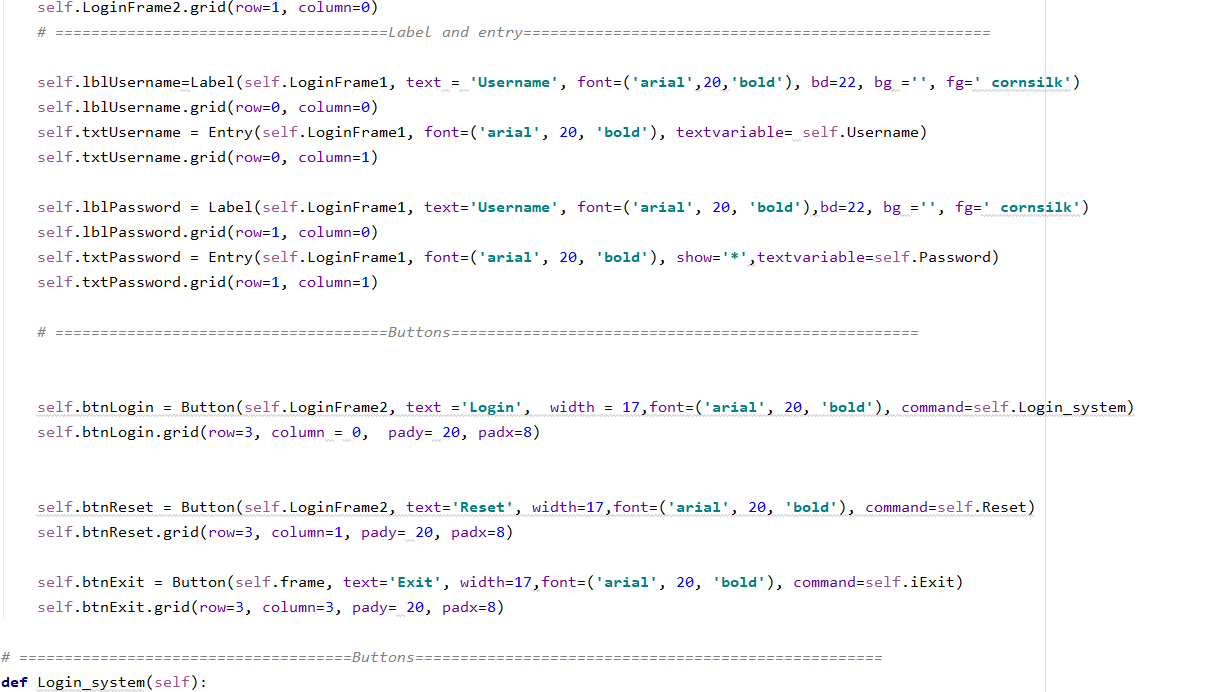 self.LoginFrame2.grid(row=1, column=0)
# =====================================Label and entry====================================================
self.lblUsername=Label(self.LoginFrame1, text = 'Username', font=('arial',20,'bold'), bd=22, bg ='', fg=' cornsilk')
self.lblUsername.grid(row=0, column=0)
self.txtUsername = Entry(self.LoginFrame1, font=('arial', 20, 'bold'), textvariable= self.Username)
self.txtUsername.grid(row=0, column=1)
self.lblPassword = Label(self.LoginFrame1, text='Username', font=('arial', 20, 'bold'),bd=22, bg ='', fg=' cornsilk')
self.lblPassword.grid(row=1, column=0)
self.txtPassword = Entry(self.LoginFrame1, font=('arial', 20, 'bold'), show='*',textvariable=self.Password)
self.txtPassword.grid(row=1, column=1)
# =====================================Buttons====================================================
self.btnLogin = Button(self.LoginFrame2, text ='Login',  width = 17,font=('arial', 20, 'bold'), command=self.Login_system)
self.btnLogin.grid(row=3, column = 0,  pady= 20, padx=8)
self.btnReset = Button(self.LoginFrame2, text='Reset', width=17,font=('arial', 20, 'bold'), command=self.Reset)
self.btnReset.grid(row=3, column=1, pady= 20, padx=8)
self.btnExit = Button(self.frame, text='Exit', width=17,font=('arial', 20, 'bold'), command=self.iExit)
self.btnExit.grid(row=3, column=3, pady= 20, padx=8)
# =====================================Buttons====================================================
def Login_system(self):